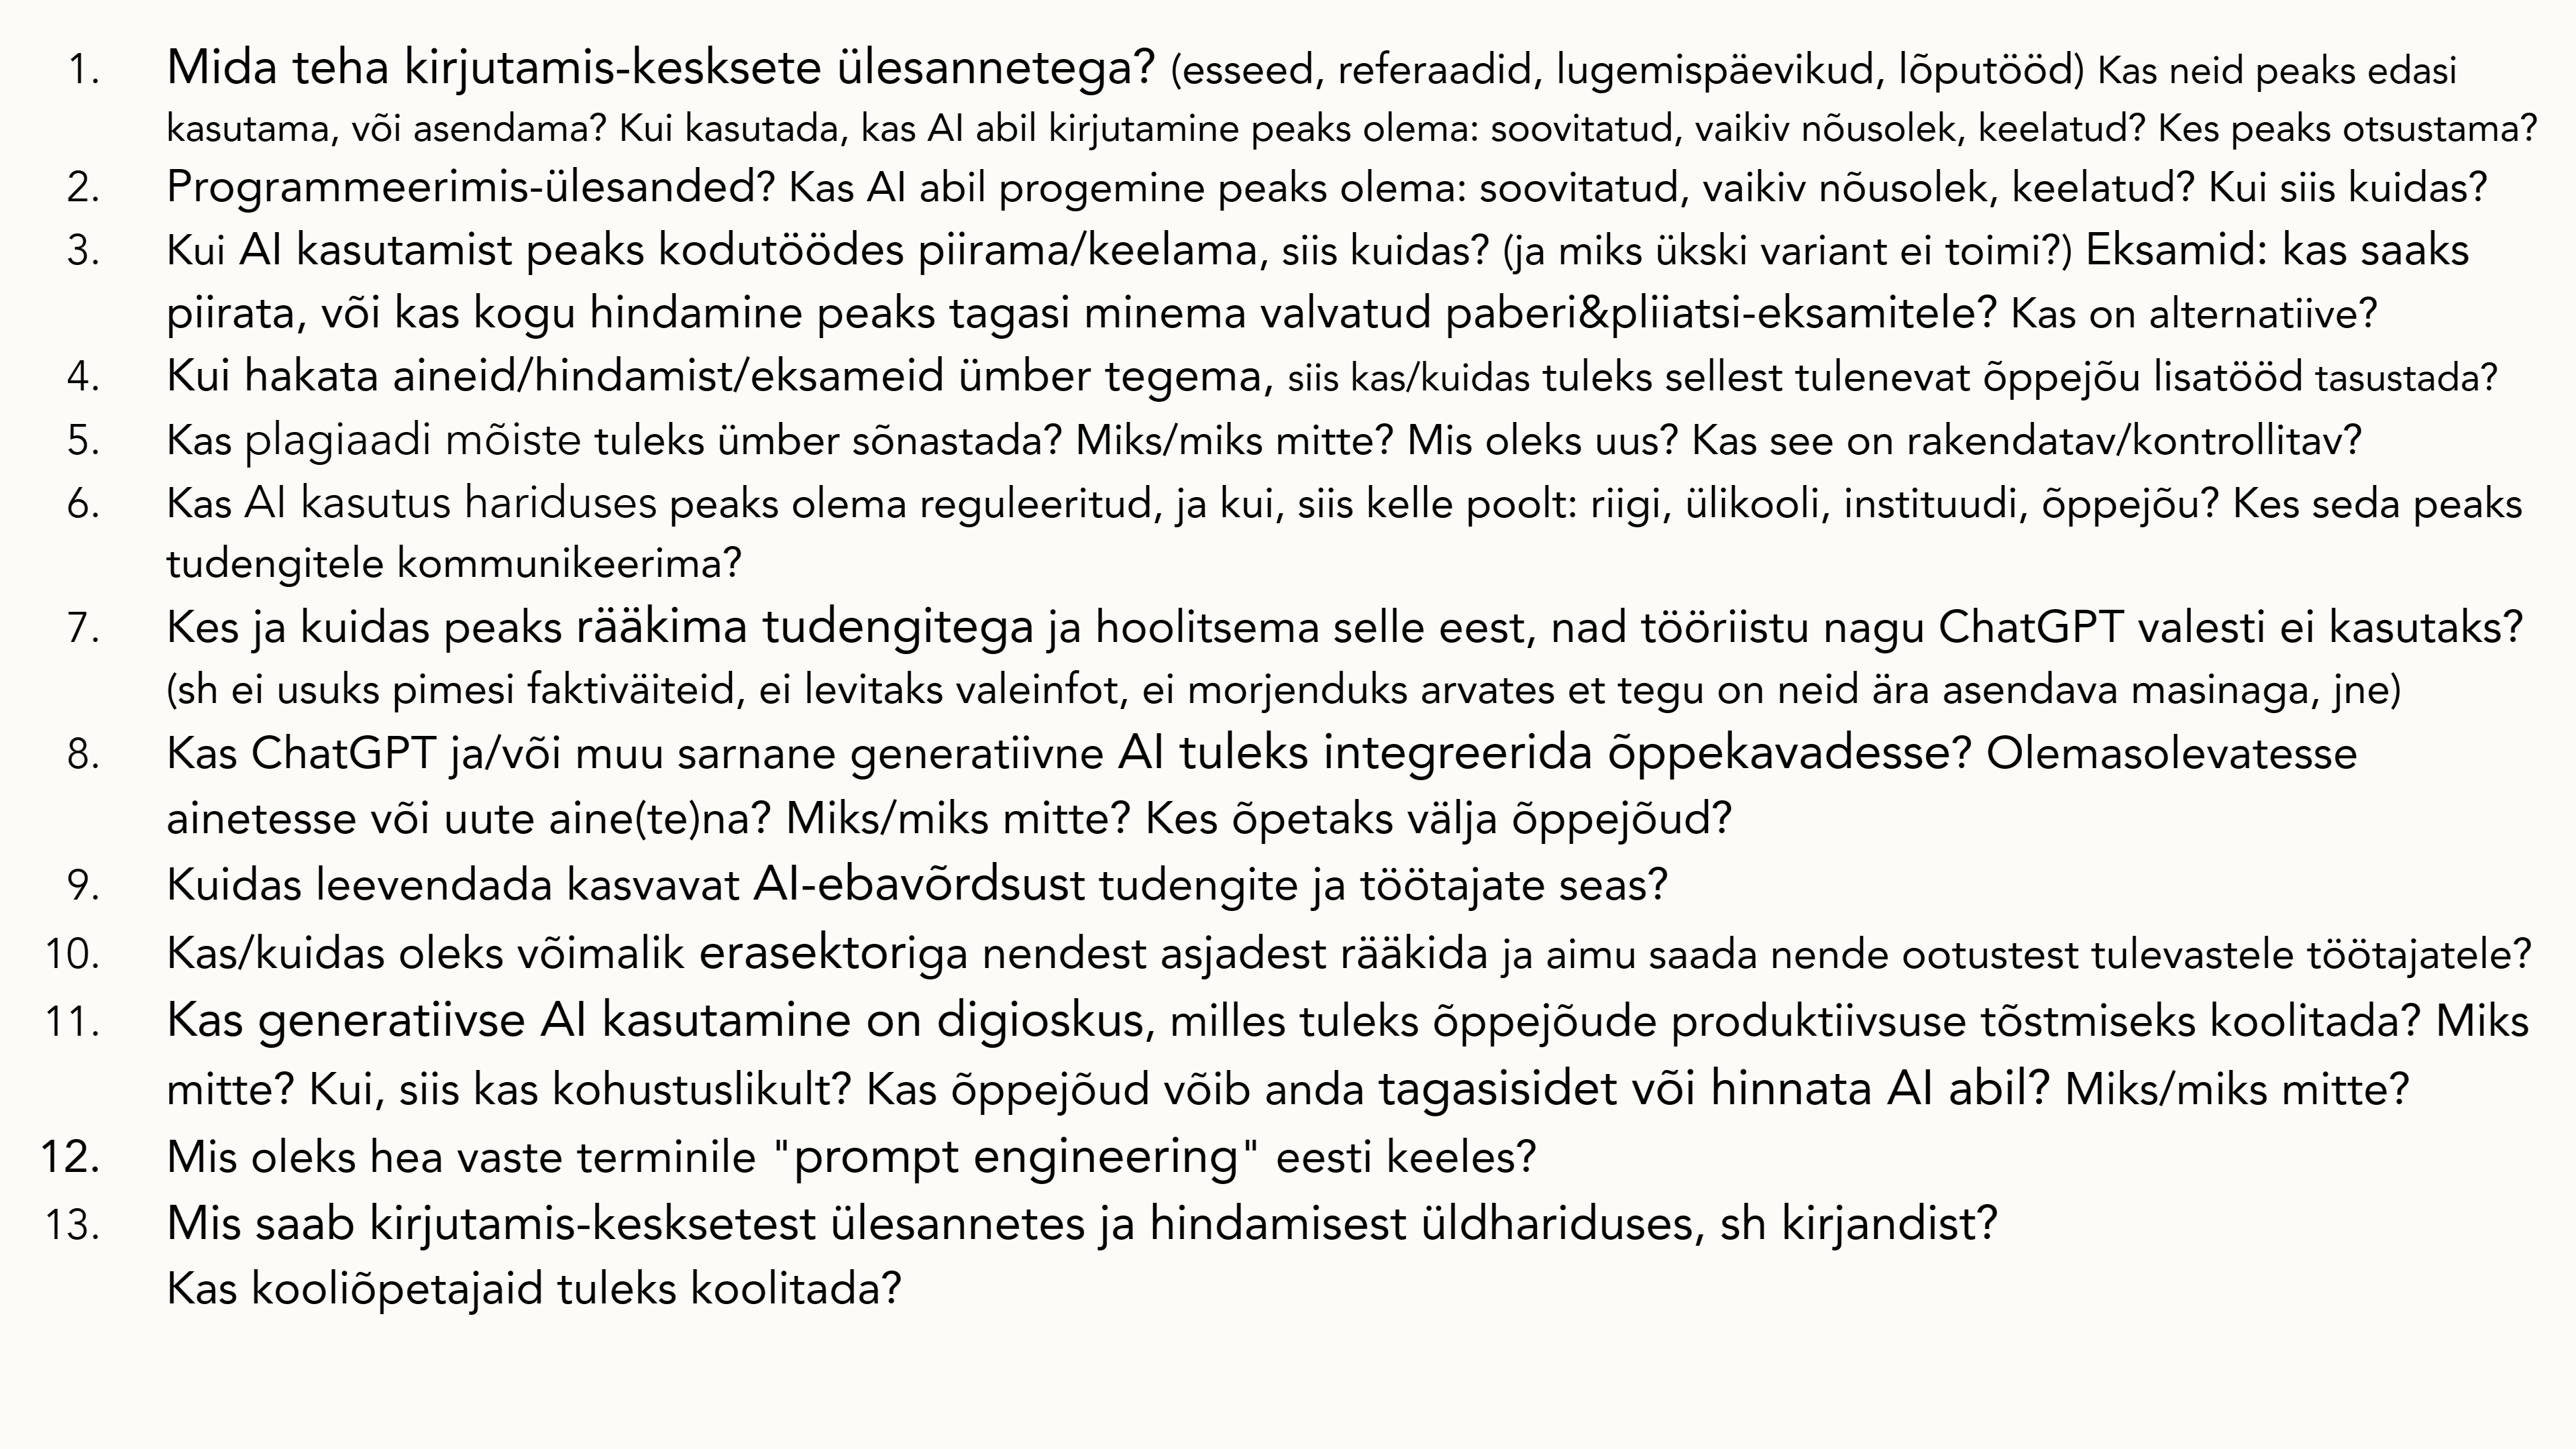 1. Mida teha kirjutamis-kesksete ülesannetega? (esseed, referaadid, lugemispäevikud, lõputööd) Kas neid peaks edasi
kasutama, või asendama? Kui kasutada, kas AI abil kirjutamine peaks olema: soovitatud, vaikiv nõusolek, keelatud? Kes peaks otsustama?
2. Programmeerimis-ülesanded? Kas AI abil progemine peaks olema: soovitatud, vaikiv nõusolek, keelatud? Kui siis kuidas?
3. Kui AI kasutamist peaks kodutöödes piirama/keelama, siis kuidas? (ja miks ükski variant ei toimi?) Eksamid: kas saaks
piirata, või kas kogu hindamine peaks tagasi minema valvatud paberi&pliiatsi-eksamitele? Kas on alternatiive?
4. Kui hakata aineid/hindamist/eksameid ümber tegema, siis kas/kuidas tuleks sellest tulenevat õppejõu lisatööd tasustada?
5. Kas plagiaadi mõiste tuleks ümber sõnastada? Miks/miks mitte? Mis oleks uus? Kas see on rakendatav/kontrollitav?
6. Kas AI kasutus hariduses peaks olema reguleeritud, ja kui, siis kelle poolt: riigi, ülikooli, instituudi, õppejõu? Kes seda peaks
tudengitele kommunikeerima?
7. Kes ja kuidas peaks rääkima tudengitega ja hoolitsema selle eest, nad tööriistu nagu ChatGPT valesti ei kasutaks?
(sh ei usuks pimesi faktiväiteid, ei levitaks valeinfot, ei morjenduks arvates et tegu on neid ära asendava masinaga, jne)
8. Kas ChatGPT ja/või muu sarnane generatiivne AI tuleks integreerida õppekavadesse? Olemasolevatesse
ainetesse või uute aine(te)na? Miks/miks mitte? Kes õpetaks välja õppejõud?
9. Kuidas leevendada kasvavat AI-ebavõrdsust tudengite ja töötajate seas?
10. Kas/kuidas oleks võimalik erasektoriga nendest asjadest rääkida ja aimu saada nende ootustest tulevastele töötajatele?
11. Kas generatiivse AI kasutamine on digioskus, milles tuleks õppejõude produktiivsuse tõstmiseks koolitada? Miks
mitte? Kui, siis kas kohustuslikult? Kas õppejõud võib anda tagasisidet või hinnata AI abil? Miks/miks mitte?
12. Mis oleks hea vaste terminile "prompt engineering" eesti keeles?
13. Mis saab kirjutamis-kesksetest ülesannetes ja hindamisest üldhariduses, sh kirjandist?
Kas kooliõpetajaid tuleks koolitada?